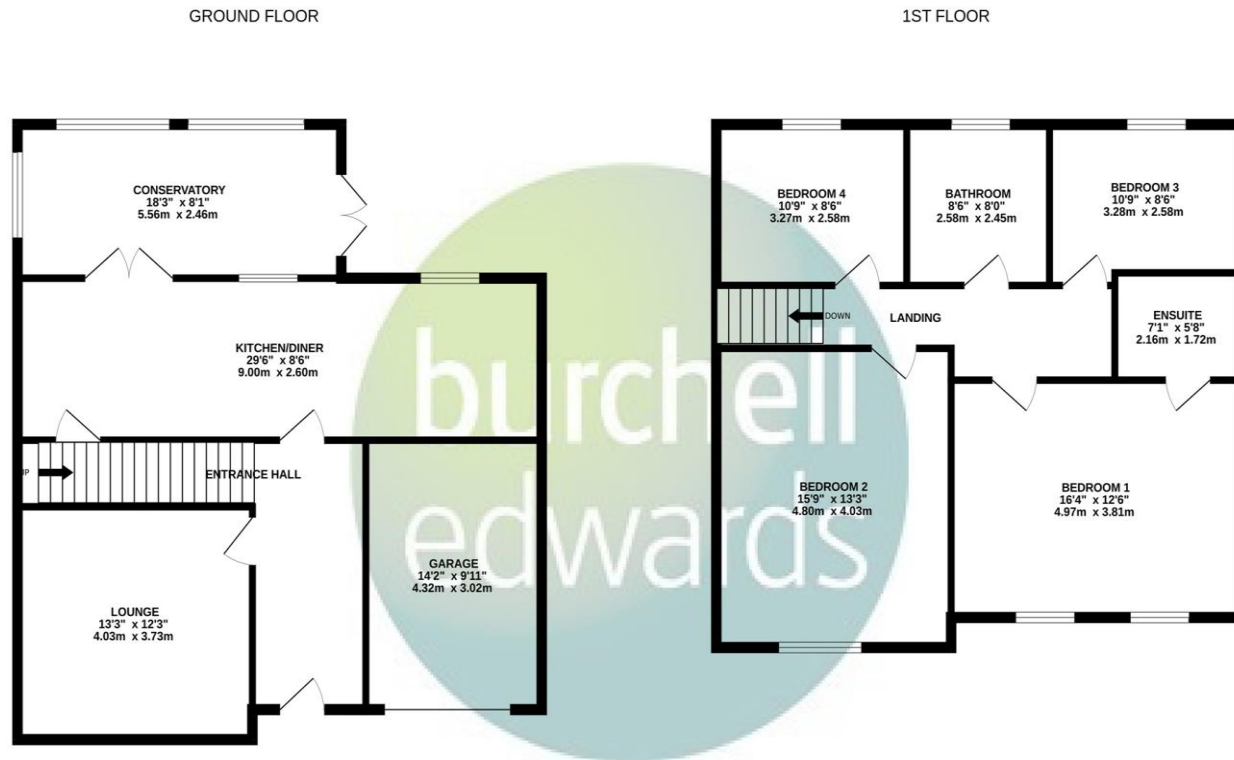 GROUND FLOOR
1ST FLOOR
CONSERVATORY
18'3" x 8'1"
5.56m x 2.46m
KITCHEN/DINER
29'6" x 8'6"
9.00m x 2.60m
ENTRANCE HALL
LOUNGE
13'3" x 12'3"
4.03m x 3.73m
GARAGE
14'2" x 9'11"
4.32m x 3.02m
BEDROOM 4
10'9" x 8'6"
3.27m x 2.58m
BATHROOM
8'6" x 8'0"
2.58m x 2.45m
BEDROOM 3
10'9" x 8'6"
3.28m x 2.58m
DOWN
LANDING
ENSUITE
7'1" x 5'8"
2.16m x 1.72m
BEDROOM 2
15'9" x 13'3"
4.80m x 4.03m
BEDROOM 1
16'4" x 12'6"
4.97m x 3.81m
burchell
edwards